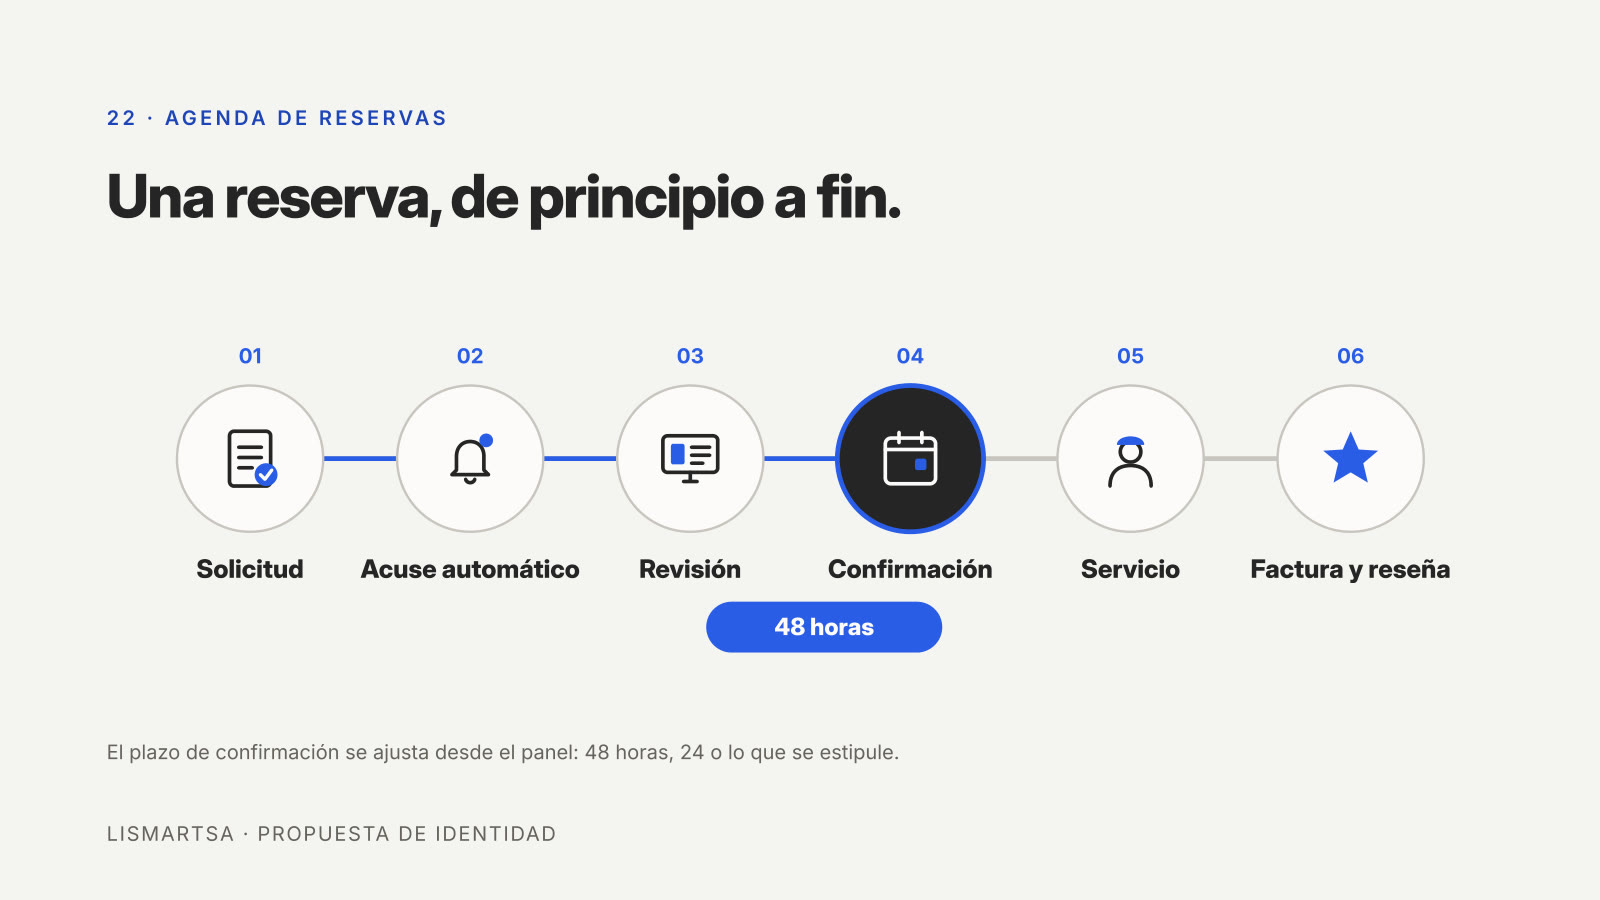 22 · AGENDA DE RESERVAS
Una reserva, de principio a fin.
01 02 03 04 05 06
Solicitud Acuse automático Revisión Confirmación Servicio Factura y reseña
48 horas
El plazo de confirmación se ajusta desde el panel: 48 horas, 24 o lo que se estipule.
LISMARTSA · PROPUESTA DE IDENTIDAD